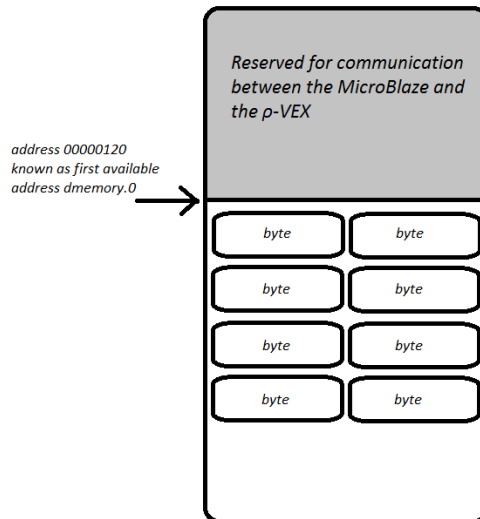 Reserved for communication
between the MicroBlaze and
the ρ-VEX
address 00000120
known as first available
address dmemory.0
byte byte
byte byte
byte byte
byte byte